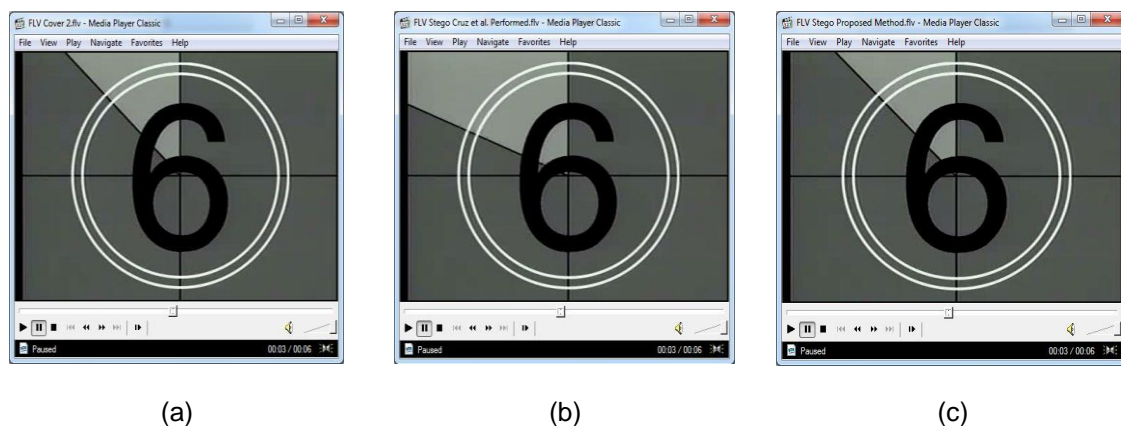 FLV Cover 2.flv - Media Player Classic
File View Play Navigate Favorites Help
6
Paused
00:03 / 00:06
(a)
FLV Stego Cruz et al. Performed.flv - Media Player Classic
File View Play Navigate Favorites Help
6
Paused
00:03 / 00:06
(b)
FLV Stego Proposed Method.flv - Media Player Classic
File View Play Navigate Favorites Help
6
Paused
00:03 / 00:06
(c)